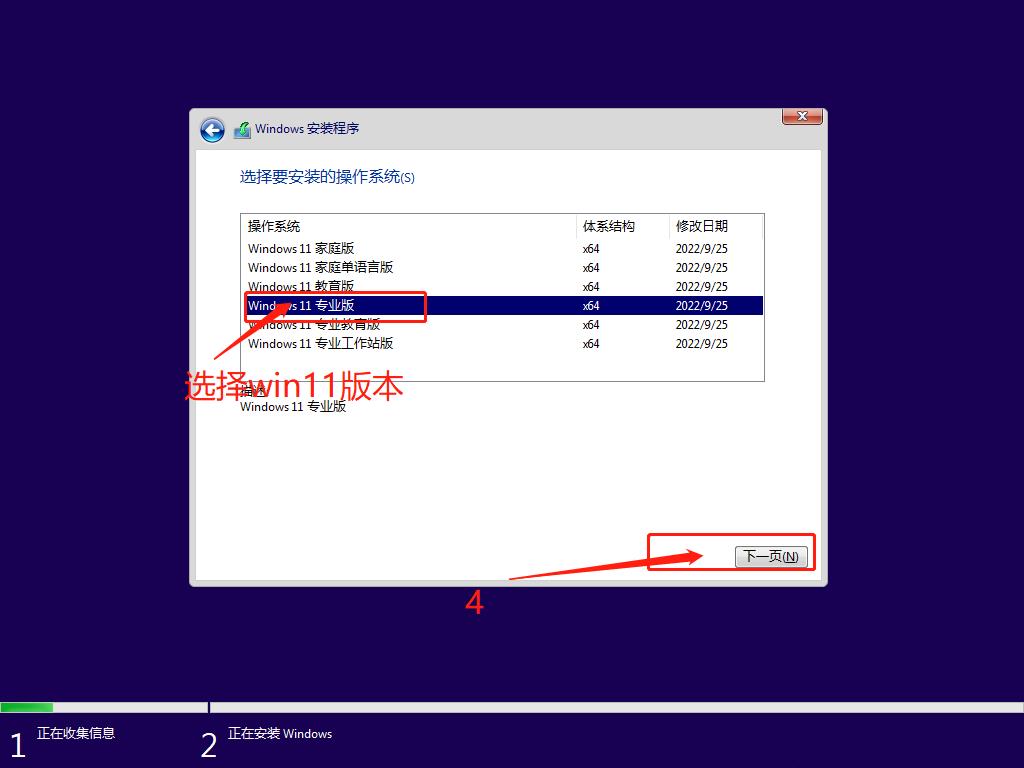 Windows 安装程序
选择要安装的操作系统(S)
操作系统 体系结构 修改日期
Windows 11 家庭版 x64 2022/9/25
Windows 11 家庭单语言版 x64 2022/9/25
Windows 11 教育版 x64 2022/9/25
Windows 11 专业版 x64 2022/9/25
Windows 11 专业教育版 x64 2022/9/25
Windows 11 专业工作站版 x64 2022/9/25
选择win11版本
描述:
Windows 11 专业版
下一页(N)
4
1 正在收集信息
2 正在安装 Windows